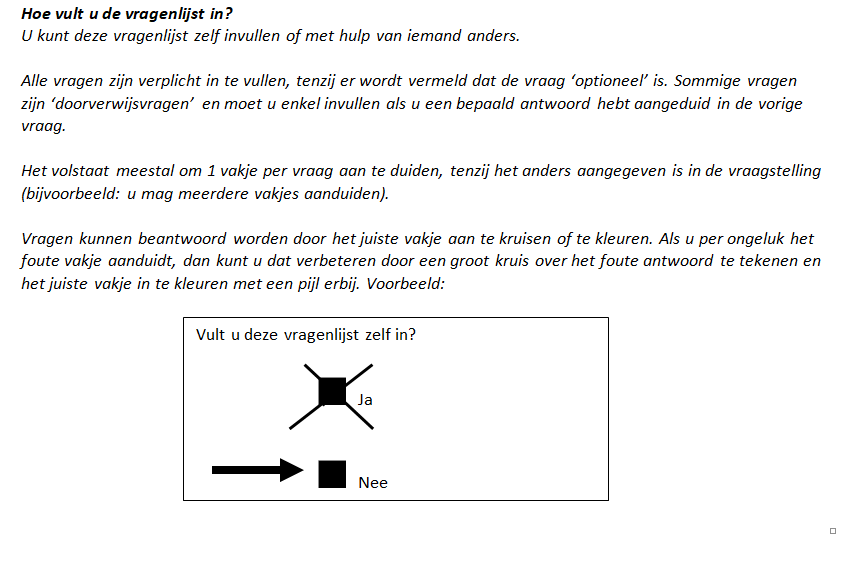 Hoe vult u de vragenlijst in?
U kunt deze vragenlijst zelf invullen of met hulp van iemand anders.
Alle vragen zijn verplicht in te vullen, tenzij er wordt vermeld dat de vraag ‘optioneel’ is. Sommige vragen
zijn ‘doorverwijsvragen’ en moet u enkel invullen als u een bepaald antwoord hebt aangeduid in de vorige
vraag.
Het volstaat meestal om 1 vakje per vraag aan te duiden, tenzij het anders aangegeven is in de vraagstelling
(bijvoorbeeld: u mag meerdere vakjes aanduiden).
Vragen kunnen beantwoord worden door het juiste vakje aan te kruisen of te kleuren. Als u per ongeluk het
foute vakje aanduidt, dan kunt u dat verbeteren door een groot kruis over het foute antwoord te tekenen en
het juiste vakje in te kleuren met een pijl erbij. Voorbeeld:
Vult u deze vragenlijst zelf in?
Ja
Nee